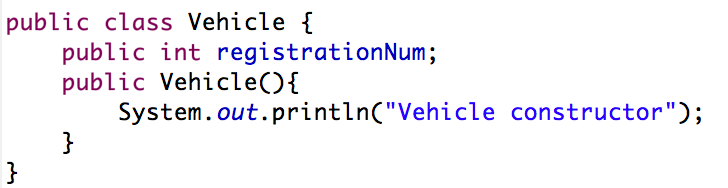 public class Vehicle {
    public int registrationNum;
    public Vehicle(){
        System.out.println("Vehicle constructor");
    }
}